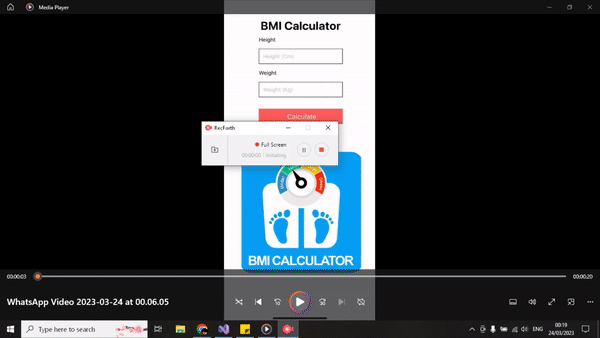 Media Player
BMI Calculator
Height
Height (Cm)
Weight
Weight (Kg)
Calculate
RecForth
Full Screen
00:00:00 | Initiating
BMI CALCULATOR
00:00:03
00:00:20
WhatsApp Video 2023-03-24 at 00.06.05
Type here to search
ENG
00:19
24/03/2023